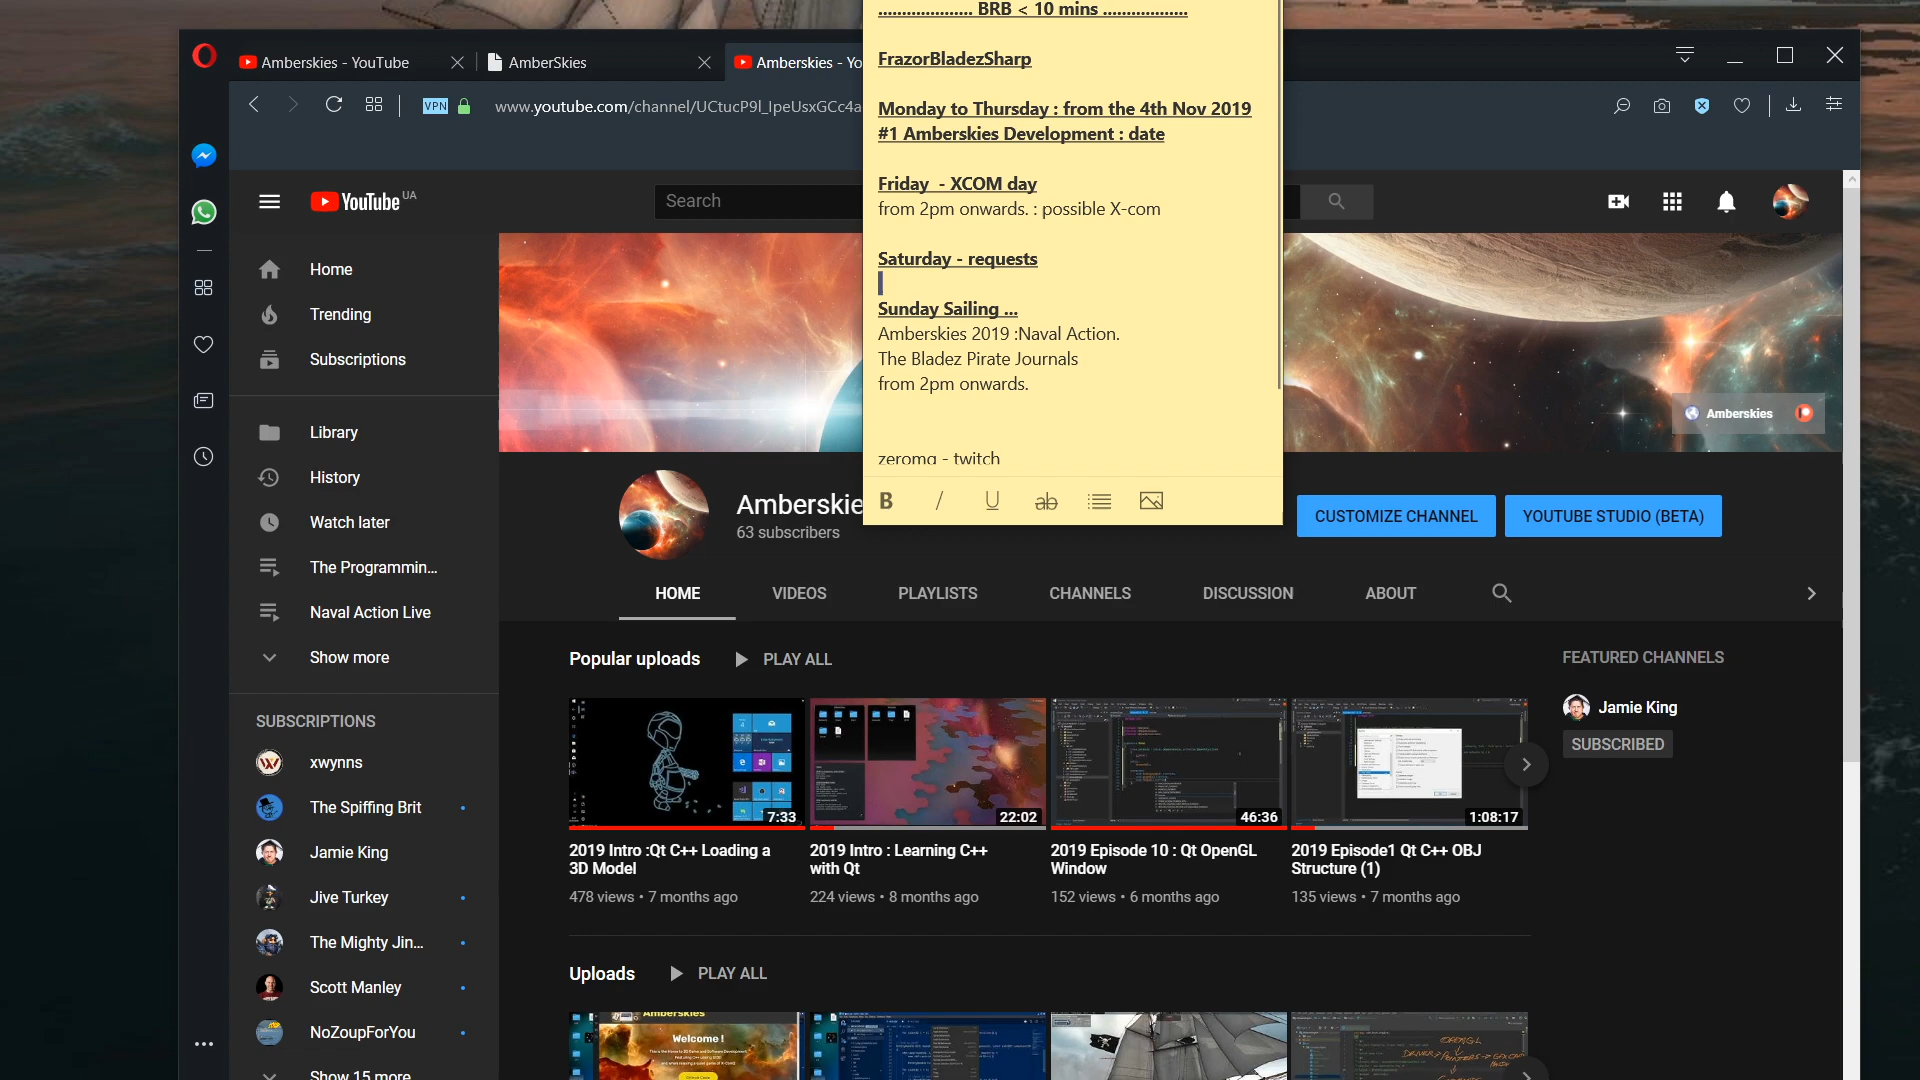 .................... BRB < 10 mins ..................
FrazorBladezSharp
Monday to Thursday : from the 4th Nov 2019
#1 Amberskies Development : date
Friday  - XCOM day
from 2pm onwards. : possible X-com
Saturday - requests
Sunday Sailing ...
Amberskies 2019 :Naval Action.
The Bladez Pirate Journals
from 2pm onwards.
zeromq - twitch
Amberskies - YouTube
AmberSkies
Amberskies - Yo
VPN
www.youtube.com/channel/UCtucP9l_IpeUsxGCc4a
YouTube UA
Search
Home
Trending
Subscriptions
Library
History
Watch later
The Programmin...
Naval Action Live
Show more
SUBSCRIPTIONS
xwynns
The Spiffing Brit
Jamie King
Jive Turkey
The Mighty Jin...
Scott Manley
NoZoupForYou
Show 15 more
Amberskies
Amberskie
63 subscribers
CUSTOMIZE CHANNEL
YOUTUBE STUDIO (BETA)
HOME
VIDEOS
PLAYLISTS
CHANNELS
DISCUSSION
ABOUT
Popular uploads
PLAY ALL
7:33
22:02
46:36
1:08:17
2019 Intro :Qt C++ Loading a
3D Model
478 views • 7 months ago
2019 Intro : Learning C++
with Qt
224 views • 8 months ago
2019 Episode 10 : Qt OpenGL
Window
152 views • 6 months ago
2019 Episode1 Qt C++ OBJ
Structure (1)
135 views • 7 months ago
FEATURED CHANNELS
Jamie King
SUBSCRIBED
Uploads
PLAY ALL
Amberskies
Welcome !
OPENGL